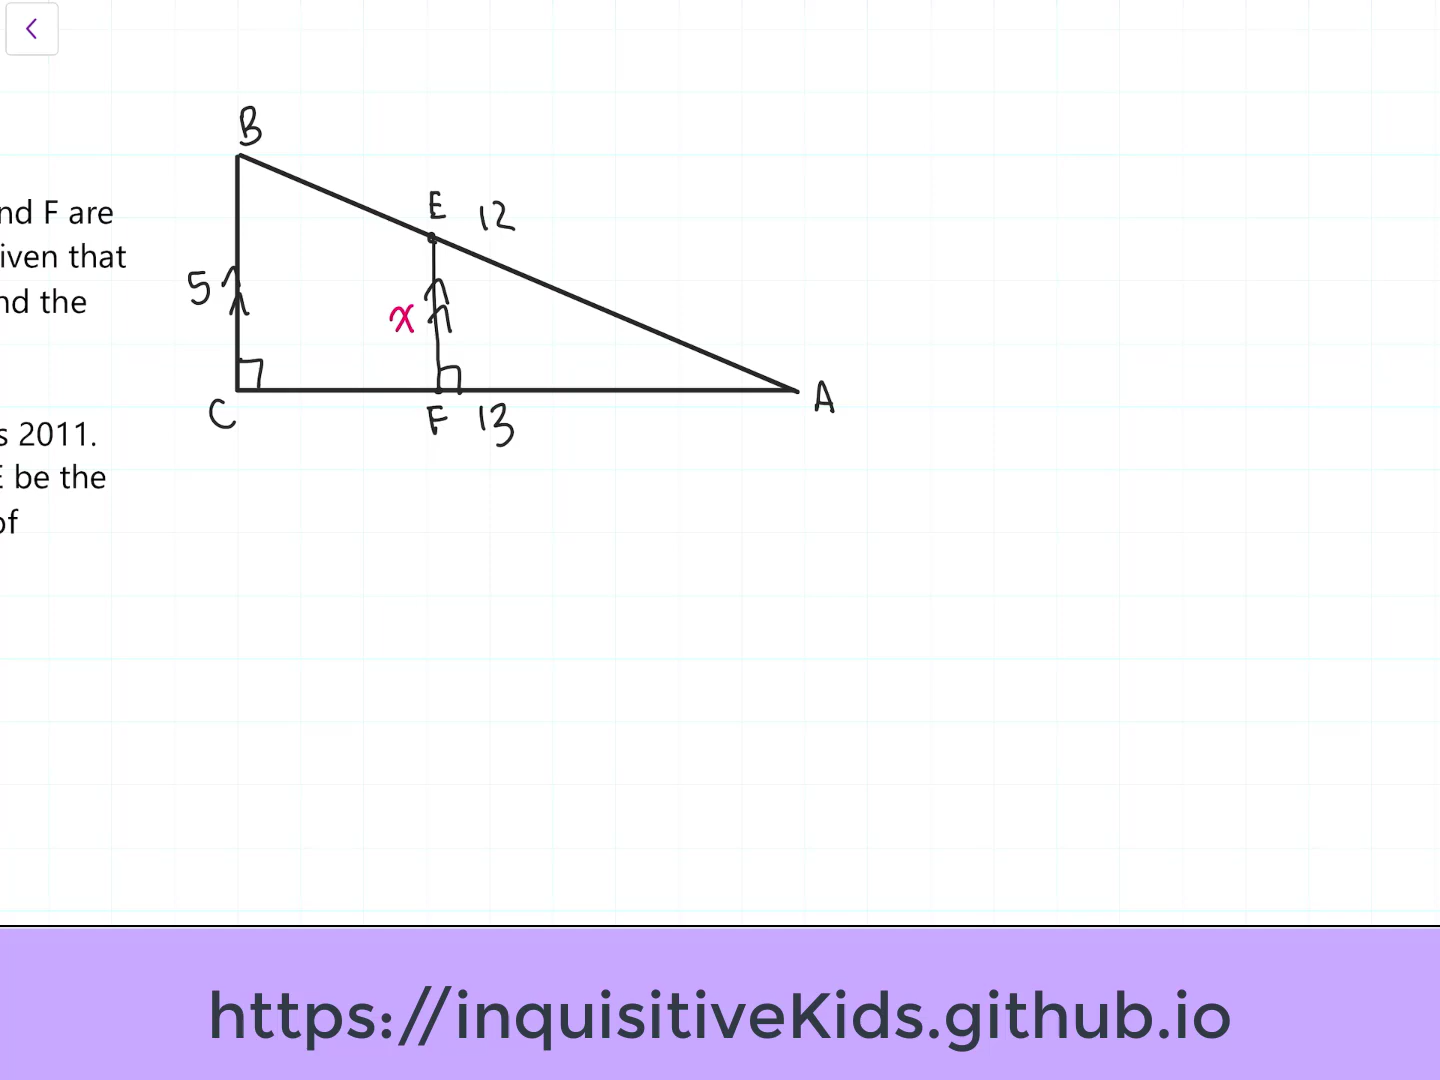 B
E 12
nd F are
iven that
5
nd the
x
C
F 13
A
s 2011.
E be the
of
https://inquisitiveKids.github.io